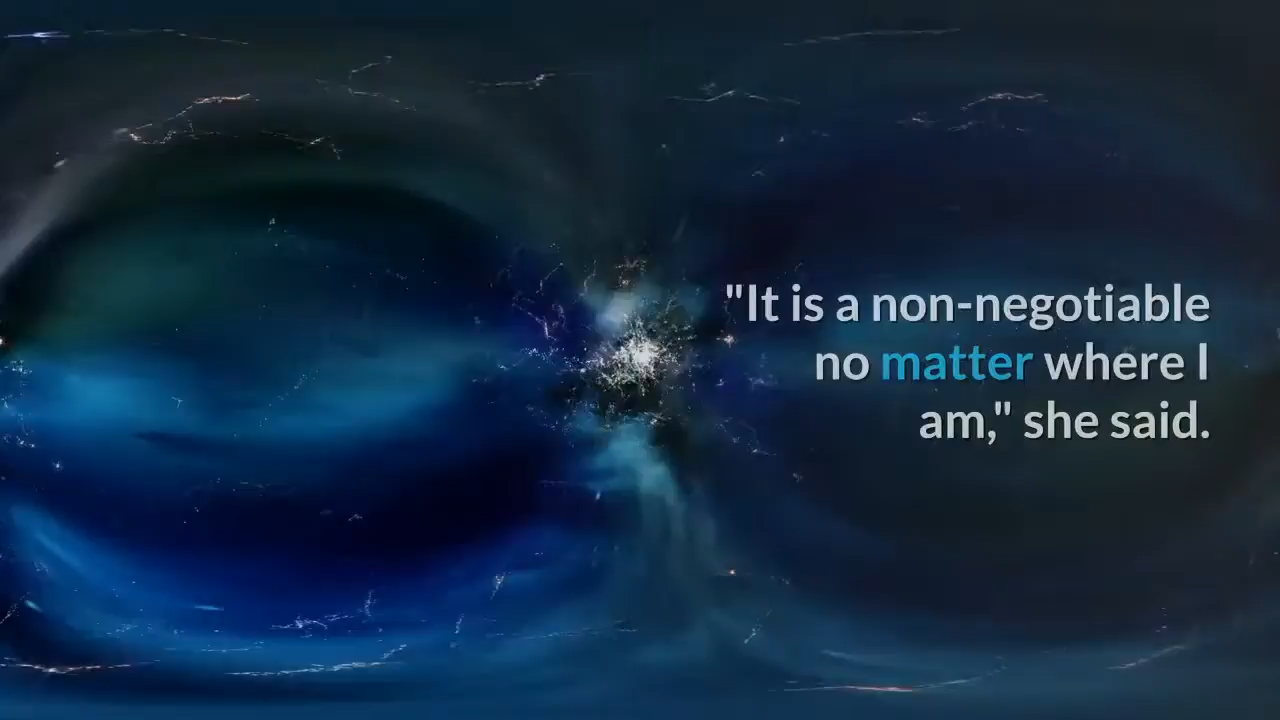 "It is a non-negotiable
no matter where I
am," she said.